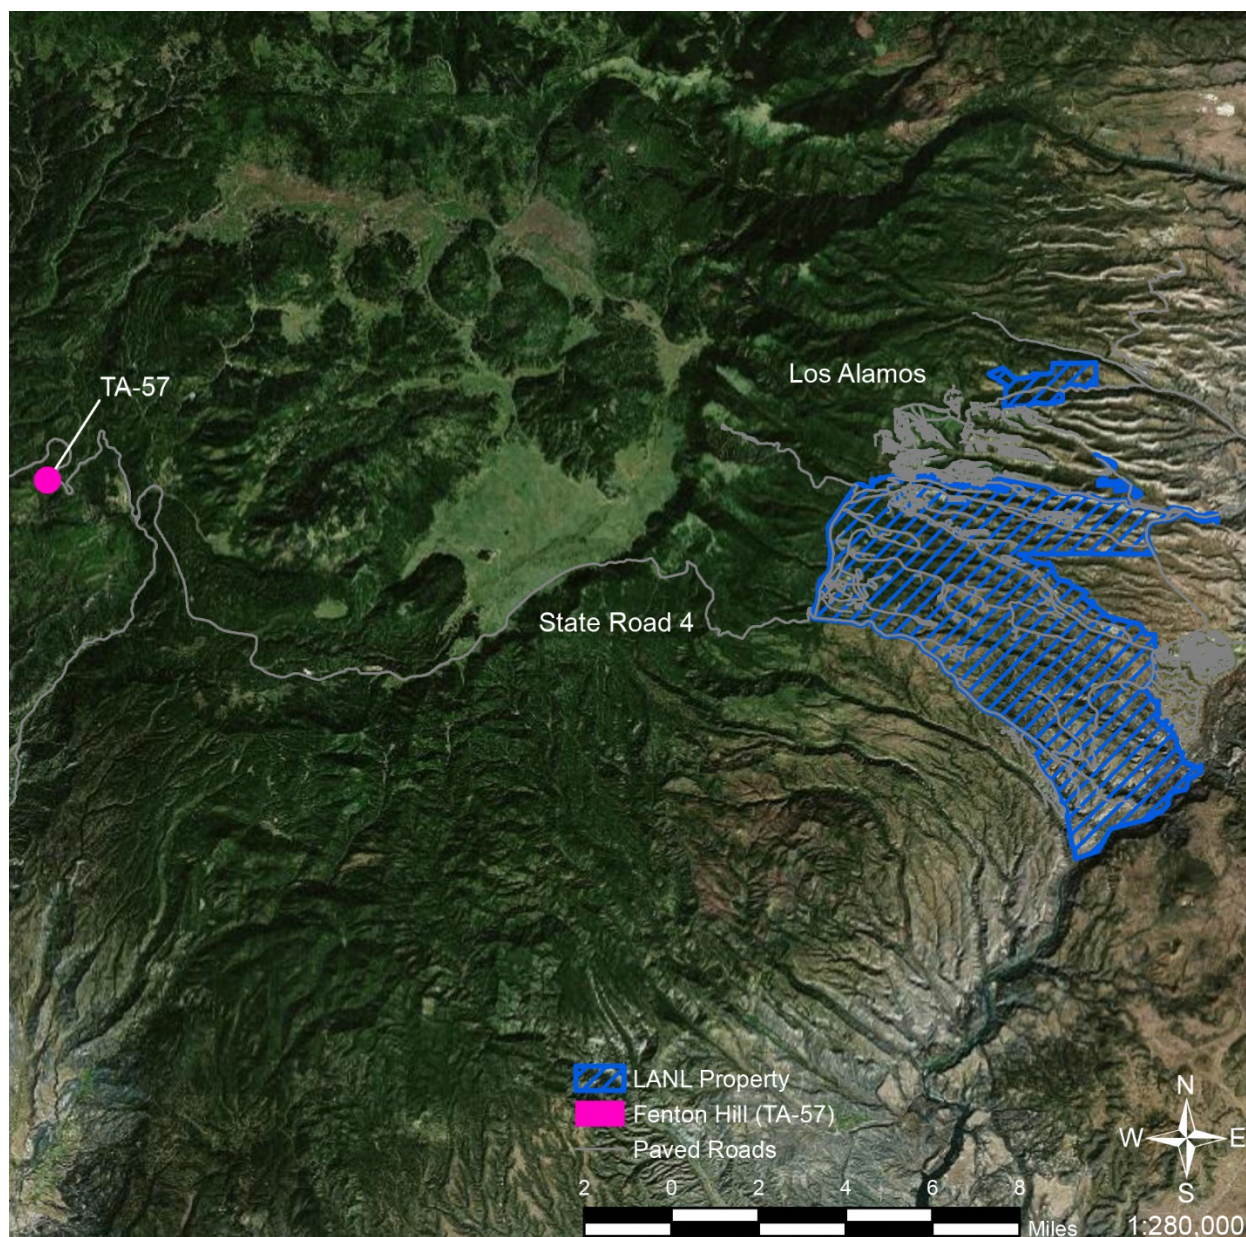 Los Alamos
TA-57
State Road 4
LANL Property
Fenton Hill (TA-57)
Paved Roads
2 0 2 4 6 8
Miles
N
W E
S
1:280,000